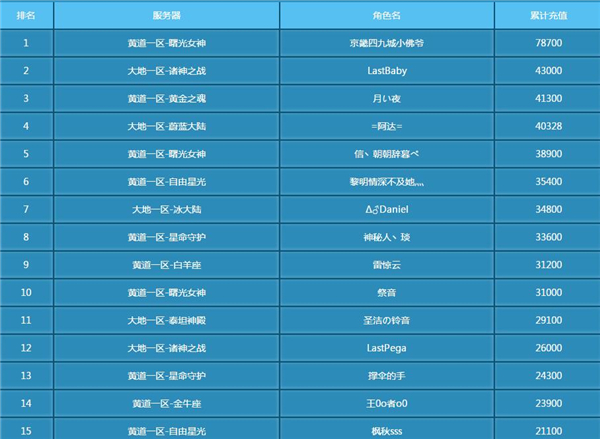 排名 服务器 角色名 累计充值
1 黄道一区-曙光女神 京畿四九城小佛爷 78700
2 大地一区-诸神之战 LastBaby 43000
3 黄道一区-黄金之魂 月い夜 41300
4 大地一区-蔚蓝大陆 =阿达= 40328
5 黄道一区-曙光女神 信丶朝朝辞暮ペ 38900
6 黄道一区-自由星光 黎明情深不及她灬 35400
7 大地一区-冰大陆 Δ♂Daniel 34800
8 黄道一区-星命守护 神秘人丶琰 33600
9 黄道一区-白羊座 雷惊云 31200
10 黄道一区-曙光女神 祭音 31000
11 大地一区-泰坦神殿 圣洁の铃音 29100
12 大地一区-诸神之战 LastPega 26000
13 黄道一区-星命守护 撑伞的手 24300
14 黄道一区-金牛座 王0o者o0 23900
15 黄道一区-自由星光 枫秋sss 21100